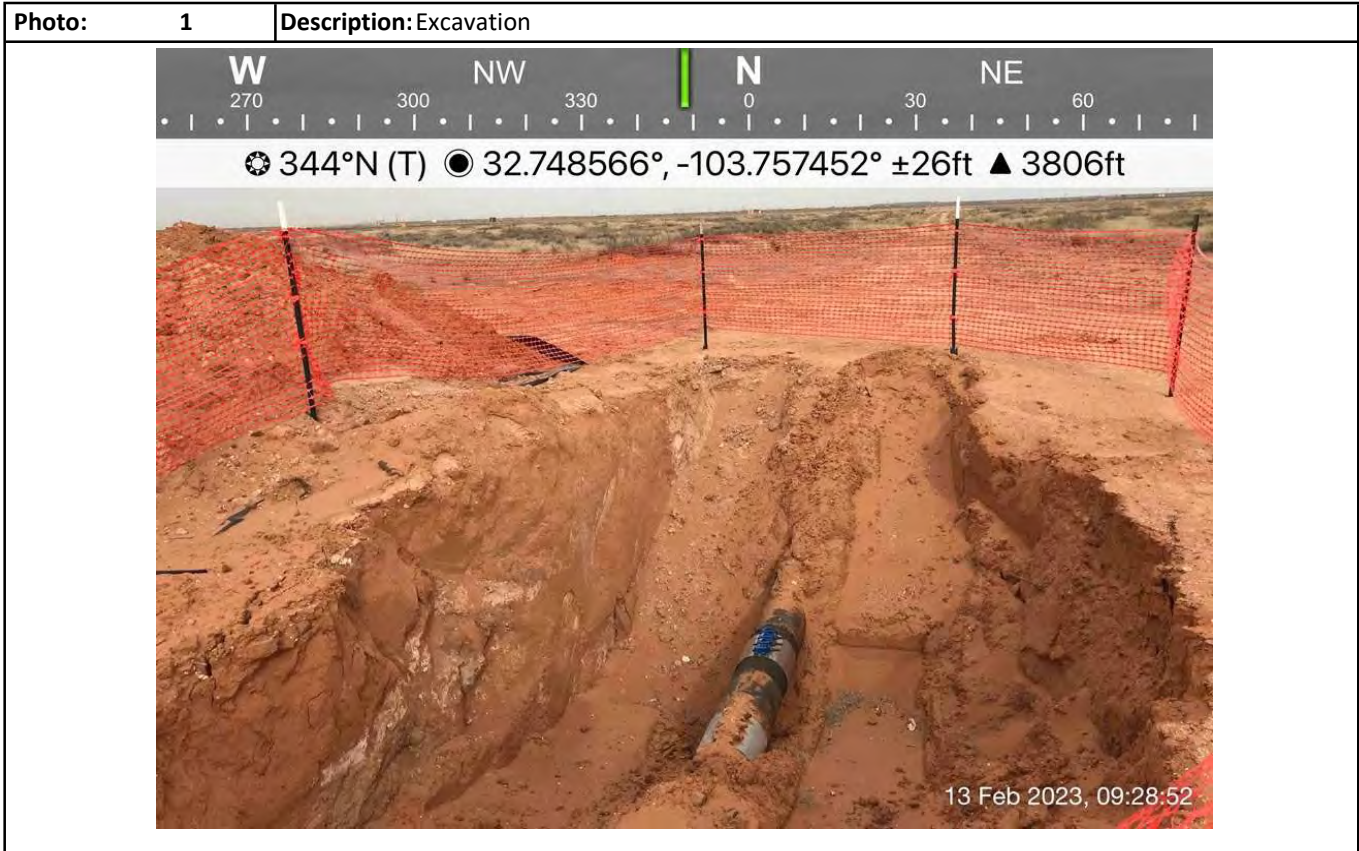 Photo: 1 Description: Excavation
W NW N NE
270 300 330 0 30 60
344°N (T) 32.748566°, -103.757452° ±26ft ▲ 3806ft
13 Feb 2023, 09:28:52